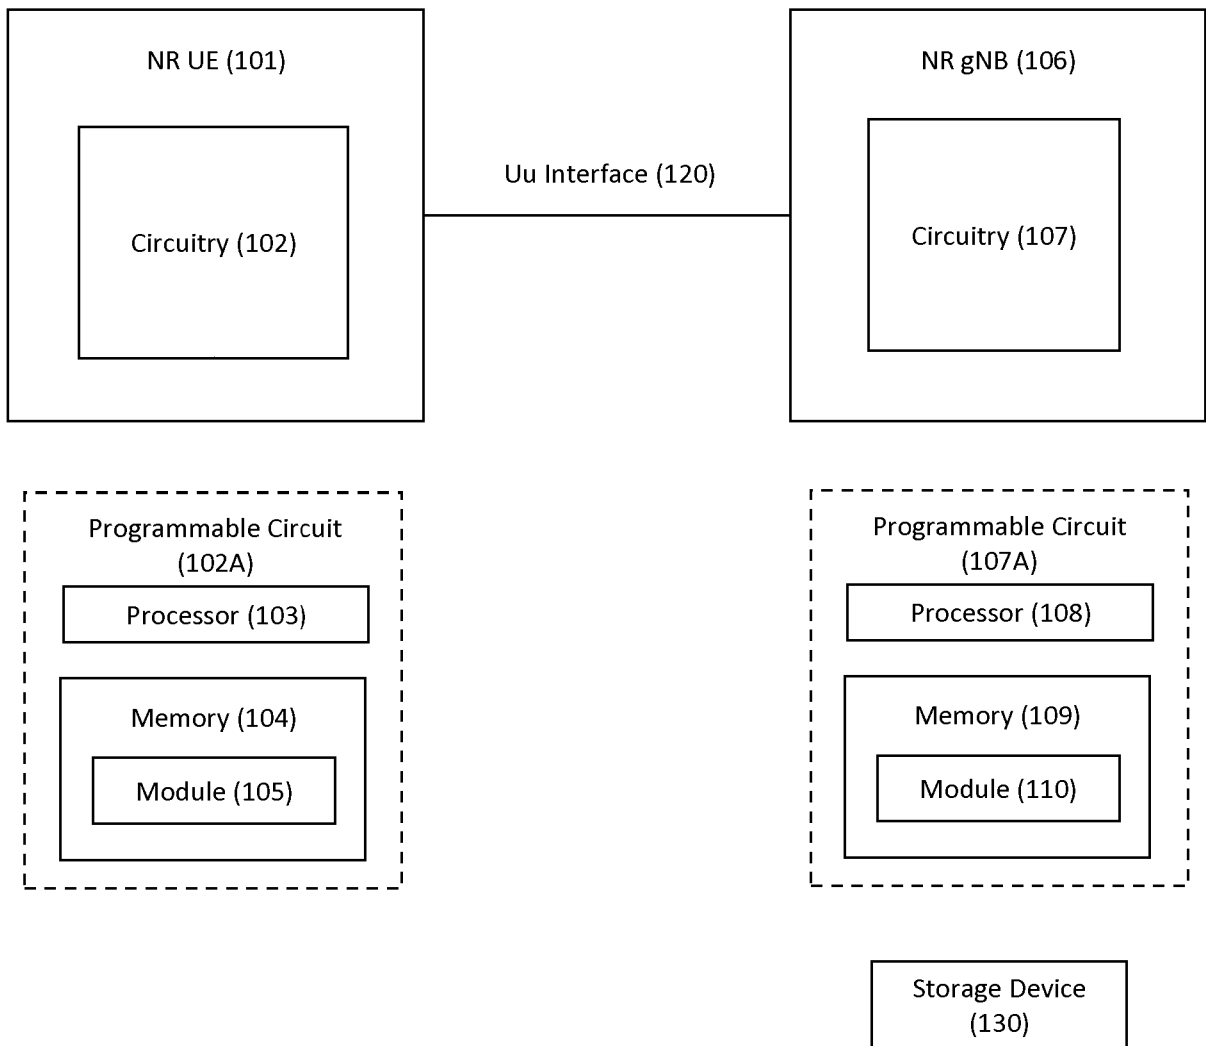 NR UE (101)
NR gNB (106)
Uu Interface (120)
Circuitry (102)
Circuitry (107)
Programmable Circuit
(102A)
Processor (103)
Memory (104)
Module (105)
Programmable Circuit
(107A)
Processor (108)
Memory (109)
Module (110)
Storage Device
(130)